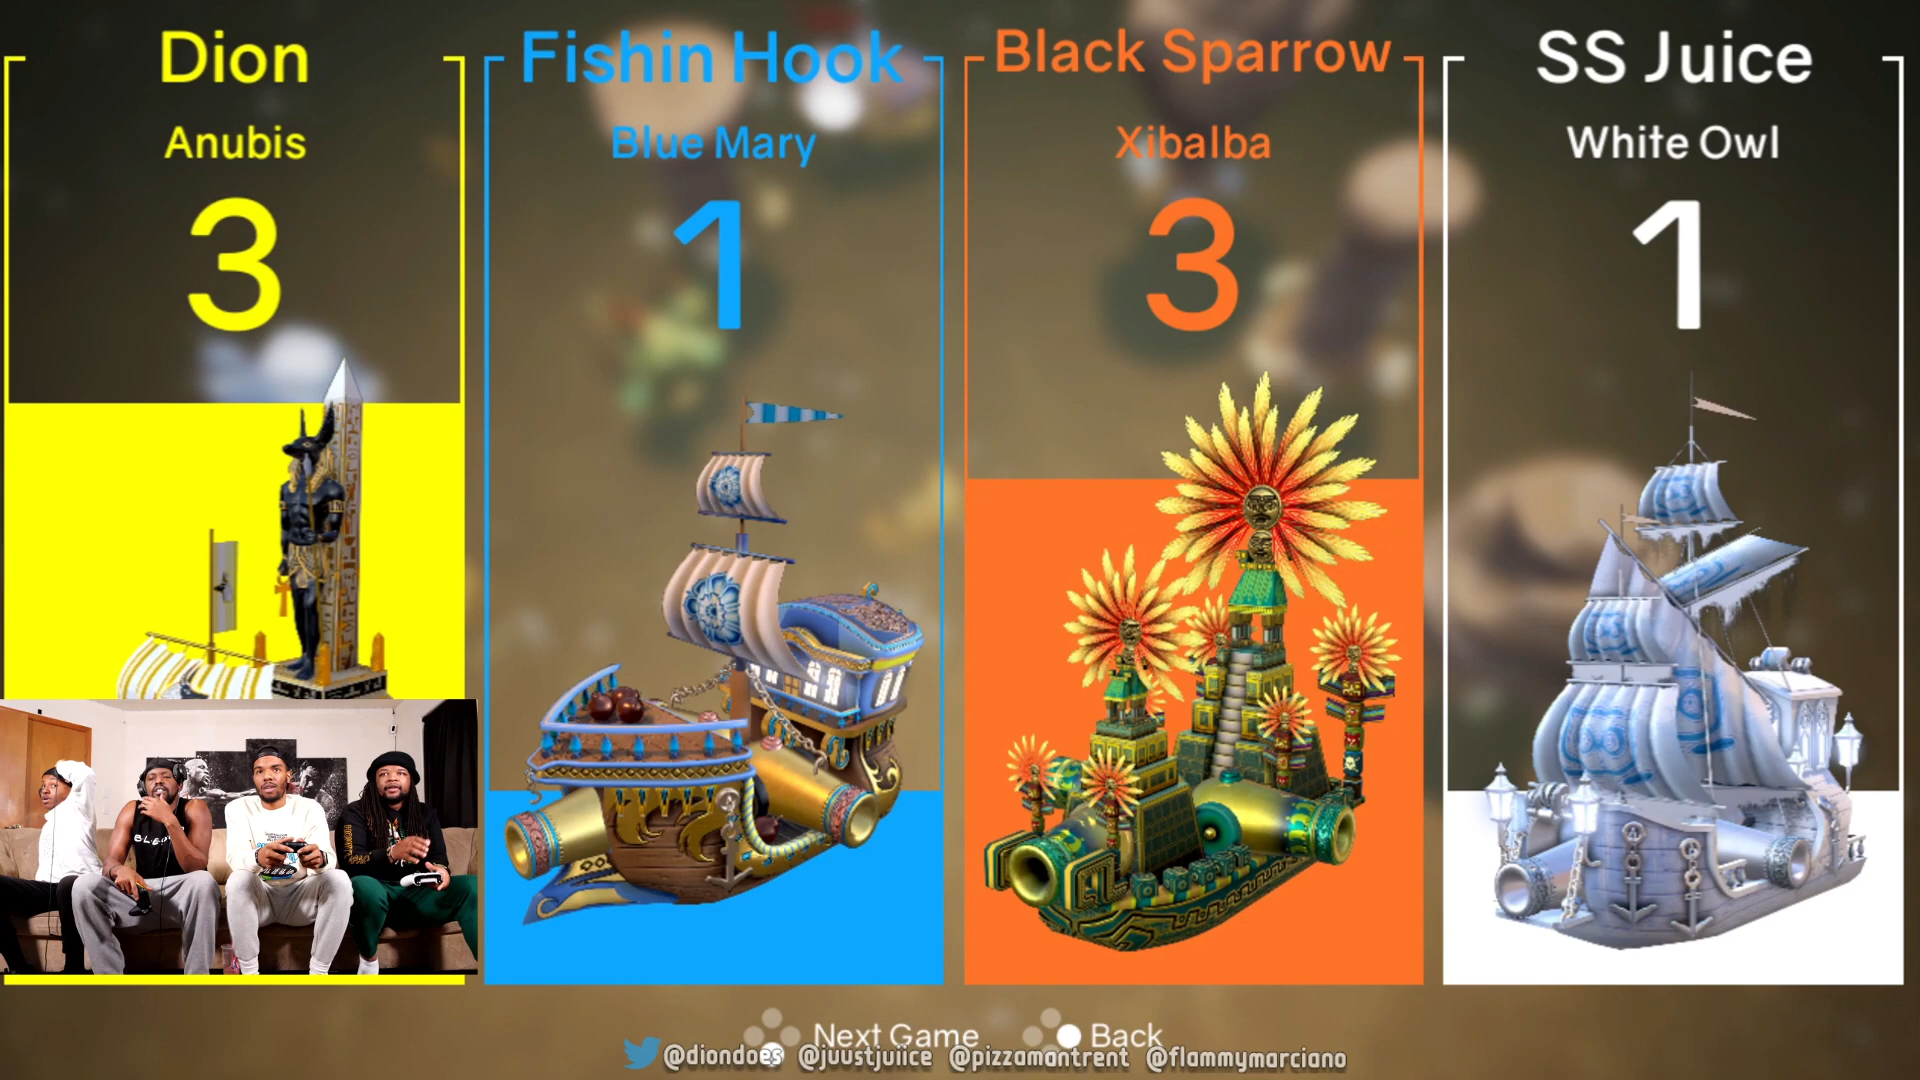 Dion
Anubis
3
Fishin Hook
Blue Mary
1
Black Sparrow
Xibalba
3
SS Juice
White Owl
1
Next Game
Back
@diondoes @juustjuiice @pizzamantrent @flammymarciano